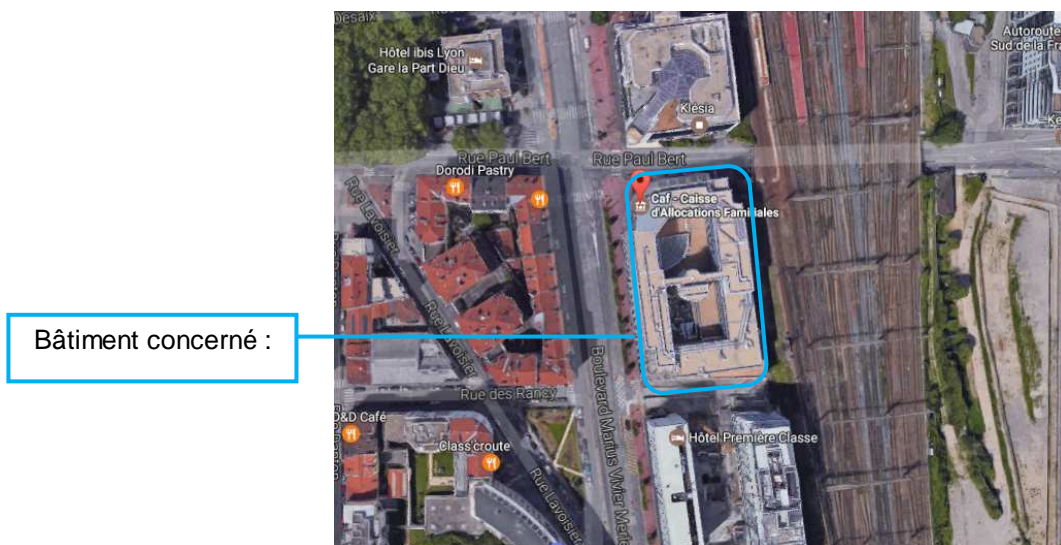 Desaix
Hôtel ibis Lyon
Gare la Part Dieu
Klésia
Autoroute
Sud de la Fra
Rue Paul Bert
Rue Paul Bert
Dorodi Pastry
Rue Lavoisier
Caf - Caisse
d'Allocations Familiales
Bâtiment concerné :
Rue Lavoisier
Boulevard Marius Vivier Merle
Rue des Rancy
D&D Café
Hôtel Première Classe
Class'croute
Rue Lavoisier